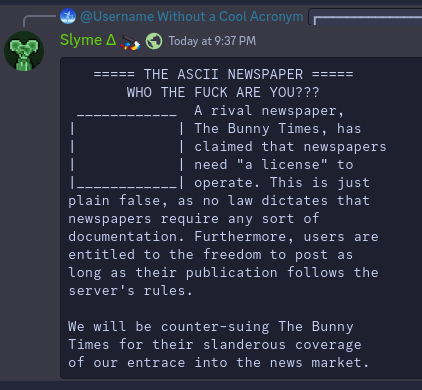 @Username Without a Cool Acronym
Slyme Δ Today at 9:37 PM
===== THE ASCII NEWSPAPER =====
WHO THE FUCK ARE YOU???
____________ A rival newspaper,
|            | The Bunny Times, has
|            | claimed that newspapers
|            | need "a license" to
|____________| operate. This is just
plain false, as no law dictates that
newspapers require any sort of
documentation. Furthermore, users are
entitled to the freedom to post as
long as their publication follows the
server's rules.
We will be counter-suing The Bunny
Times for their slanderous coverage
of our entrace into the news market.